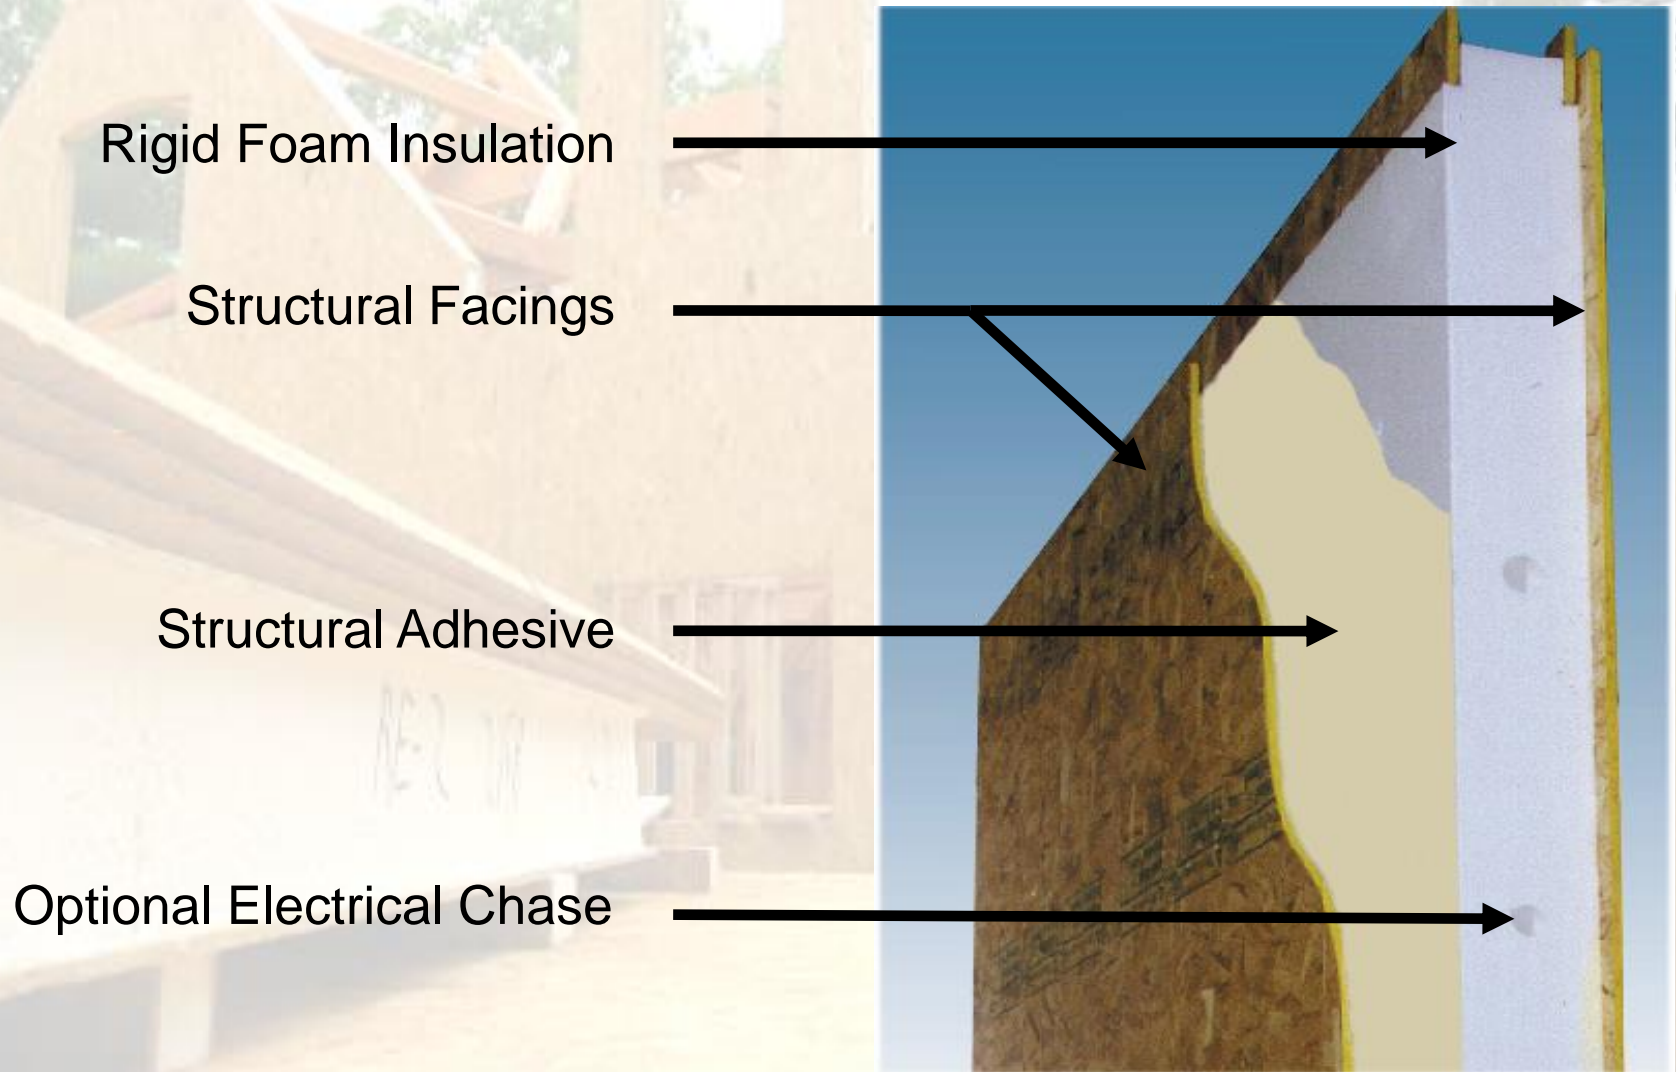 Rigid Foam Insulation
Structural Facings
Structural Adhesive
Optional Electrical Chase